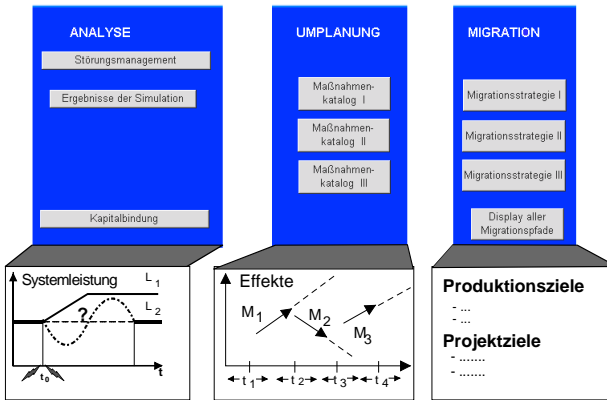 ANALYSE
Störungsmanagement
Ergebnisse der Simulation
Kapitalbindung
UMPLANUNG
Maßnahmen-
katalog I
Maßnahmen-
katalog II
Maßnahmen-
katalog III
MIGRATION
Migrationsstrategie I
Migrationsstrategie II
Migrationsstrategie III
Display aller
Migrationspfade
Systemleistung
L1
L2
?
t0
t
Effekte
M1
M2
M3
t1
t2
t3
t4
Produktionsziele
- ...
- ...
Projektziele
- .......
- .......